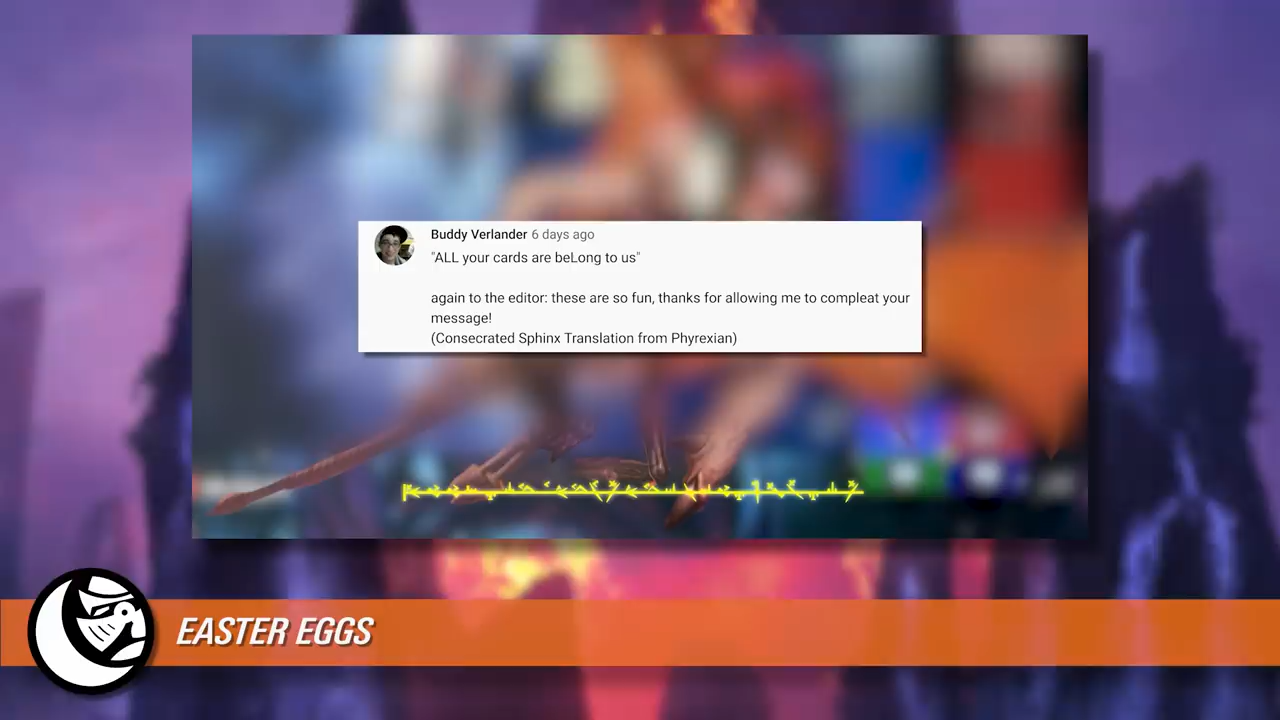 Buddy Verlander 6 days ago
"ALL your cards are beLong to us"
again to the editor: these are so fun, thanks for allowing me to compleat your
message!
(Consecrated Sphinx Translation from Phyrexian)
EASTER EGGS